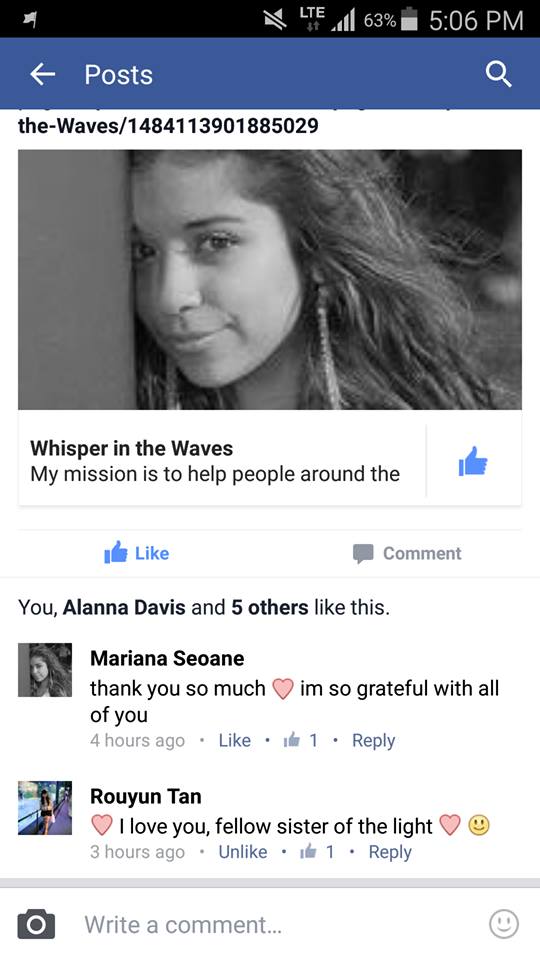 LTE 63% 5:06 PM
Posts
the-Waves/1484113901885029
Whisper in the Waves
My mission is to help people around the
Like Comment
You, Alanna Davis and 5 others like this.
Mariana Seoane
thank you so much im so grateful with all
of you
4 hours ago • Like • 1 • Reply
Rouyun Tan
I love you, fellow sister of the light
3 hours ago • Unlike • 1 • Reply
Write a comment...